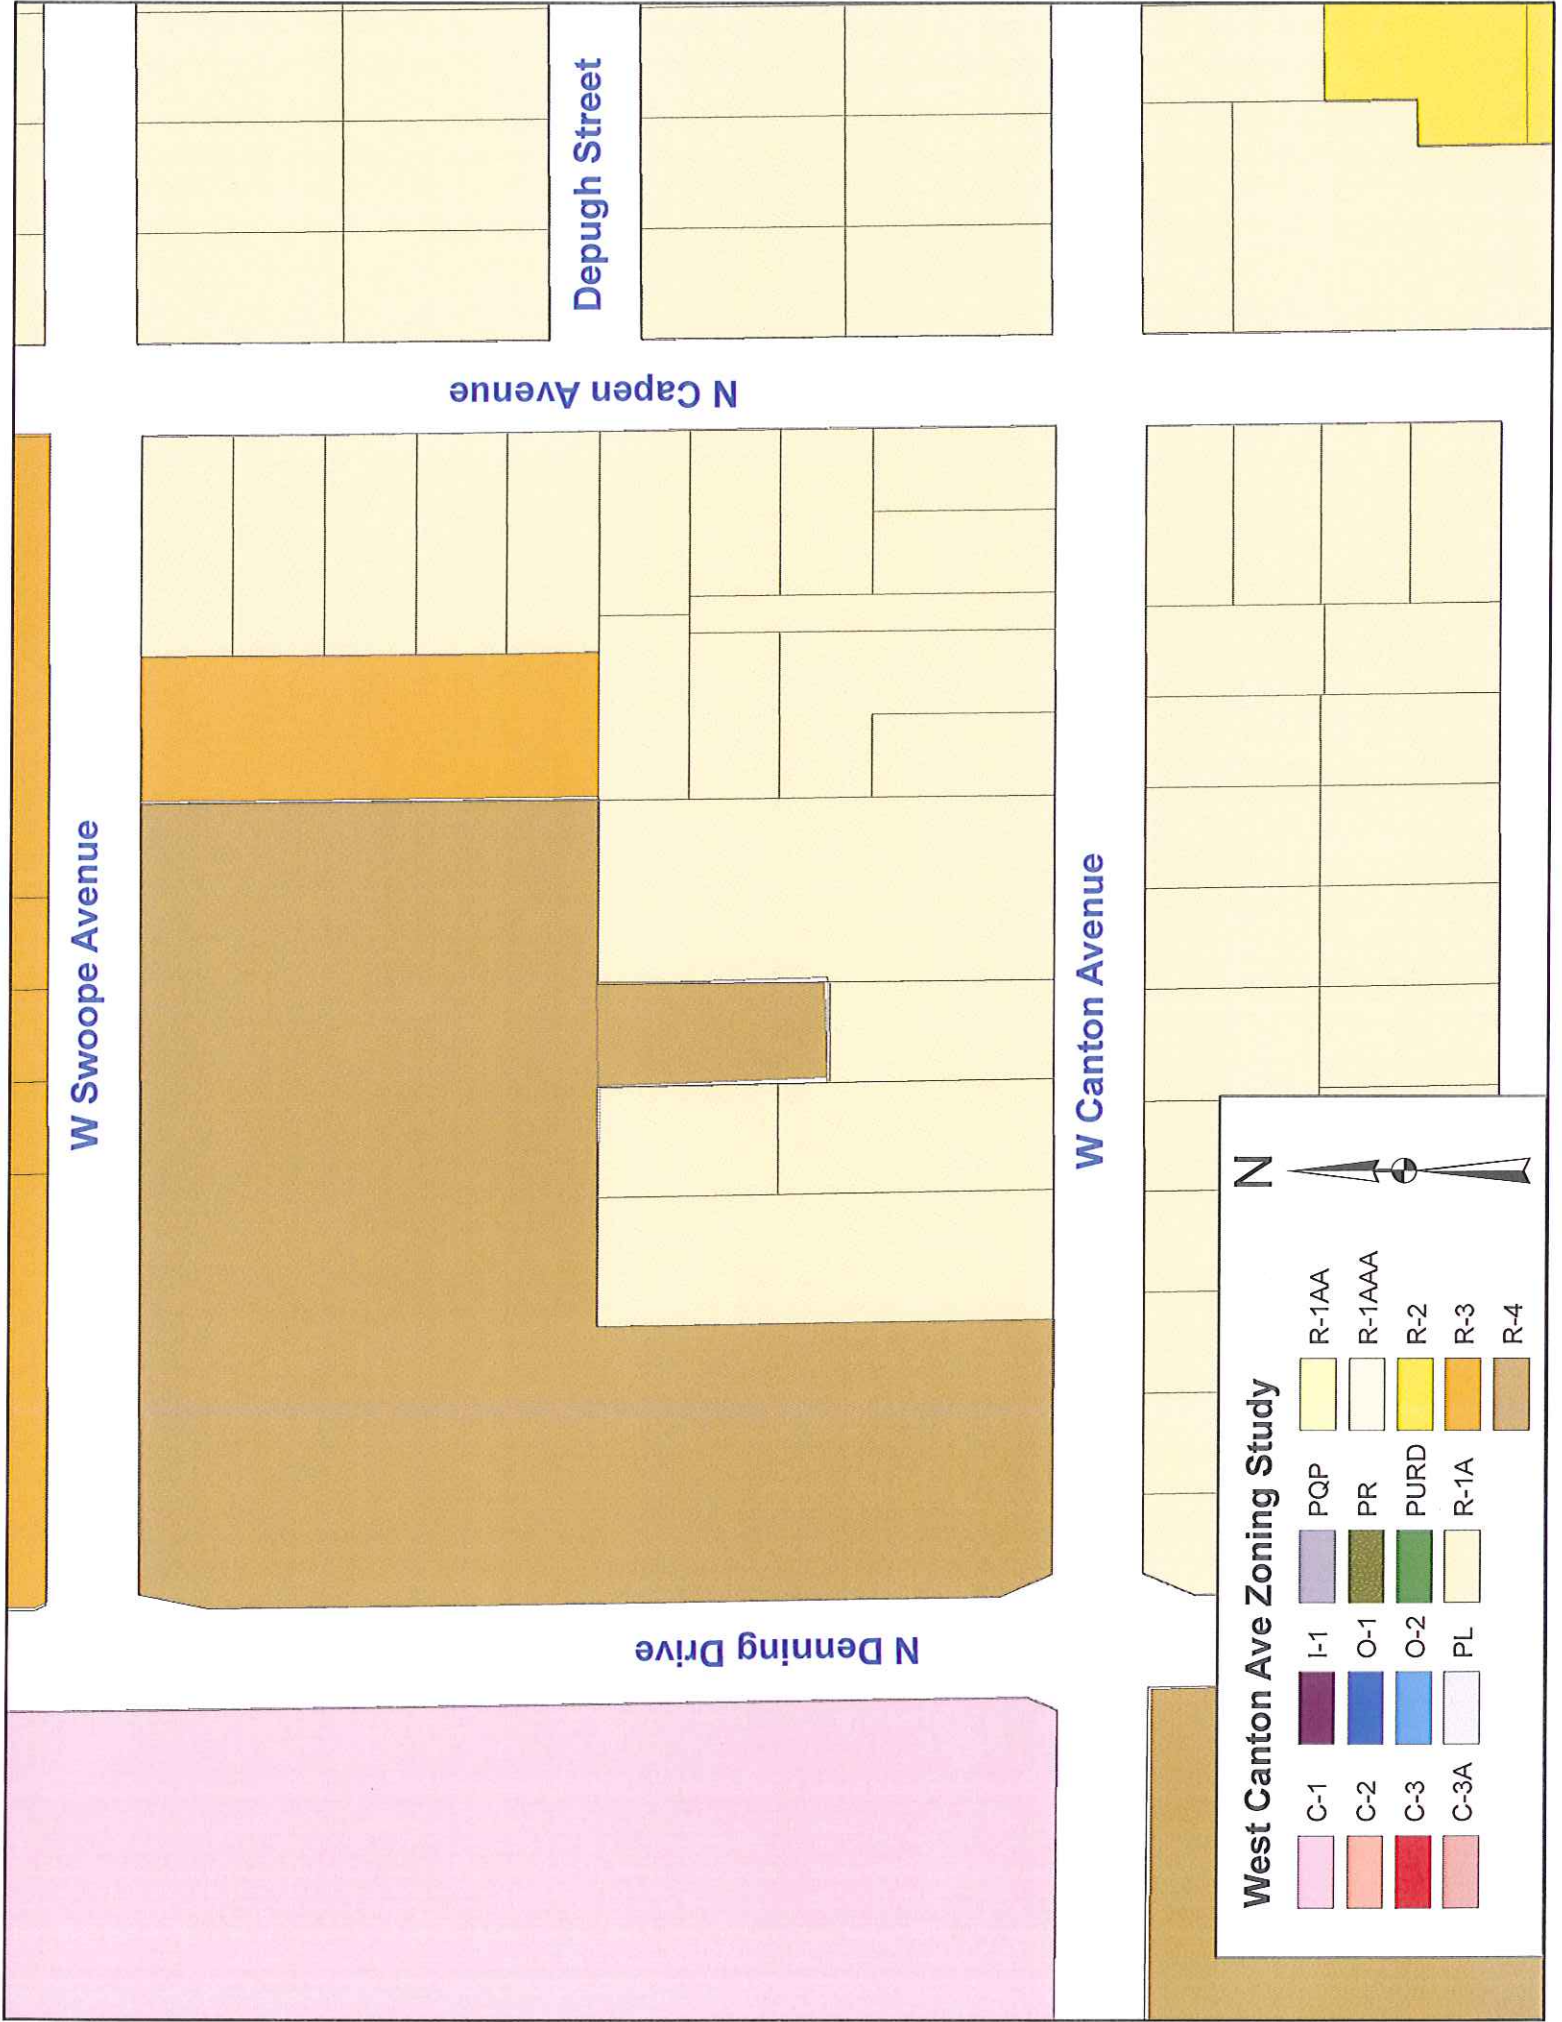 W Swoope Avenue
N Denning Drive
N Capen Avenue
Depugh Street
W Canton Avenue
West Canton Ave Zoning Study
N
C-1
I-1
PQP
R-1AA
C-2
O-1
PR
R-1AAA
C-3
O-2
PURD
R-2
C-3A
PL
R-1A
R-3
R-4